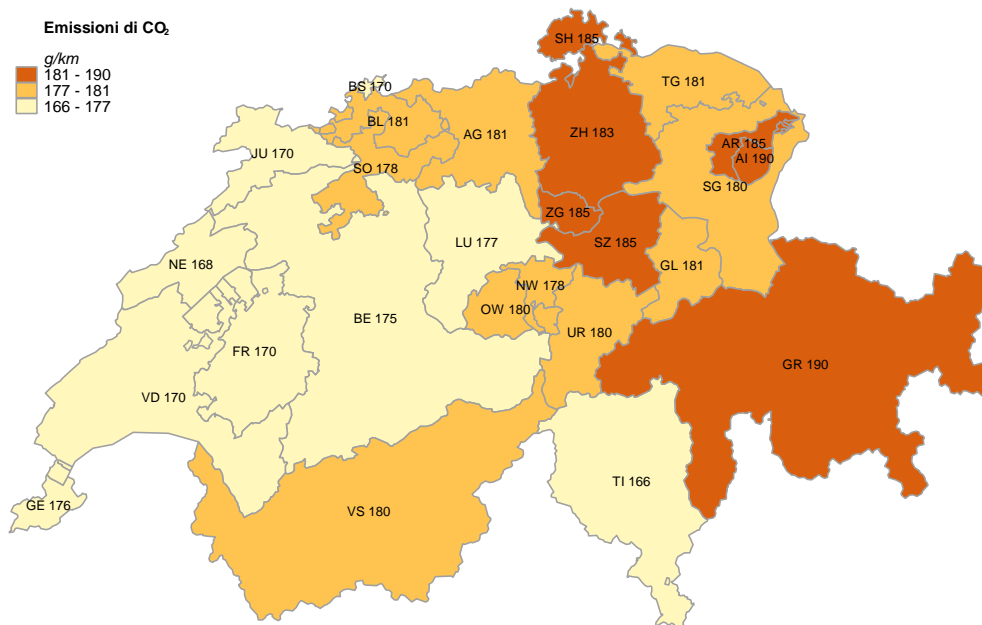 Emissioni di CO₂
g/km
181 - 190
177 - 181
166 - 177
SH 185
BS 170
TG 181
BL 181
AG 181
ZH 183
AR 185
JU 170
AI 190
SO 178
SG 180
ZG 185
LU 177
SZ 185
NE 168
GL 181
NW 178
OW 180
BE 175
UR 180
FR 170
GR 190
VD 170
TI 166
GE 176
VS 180